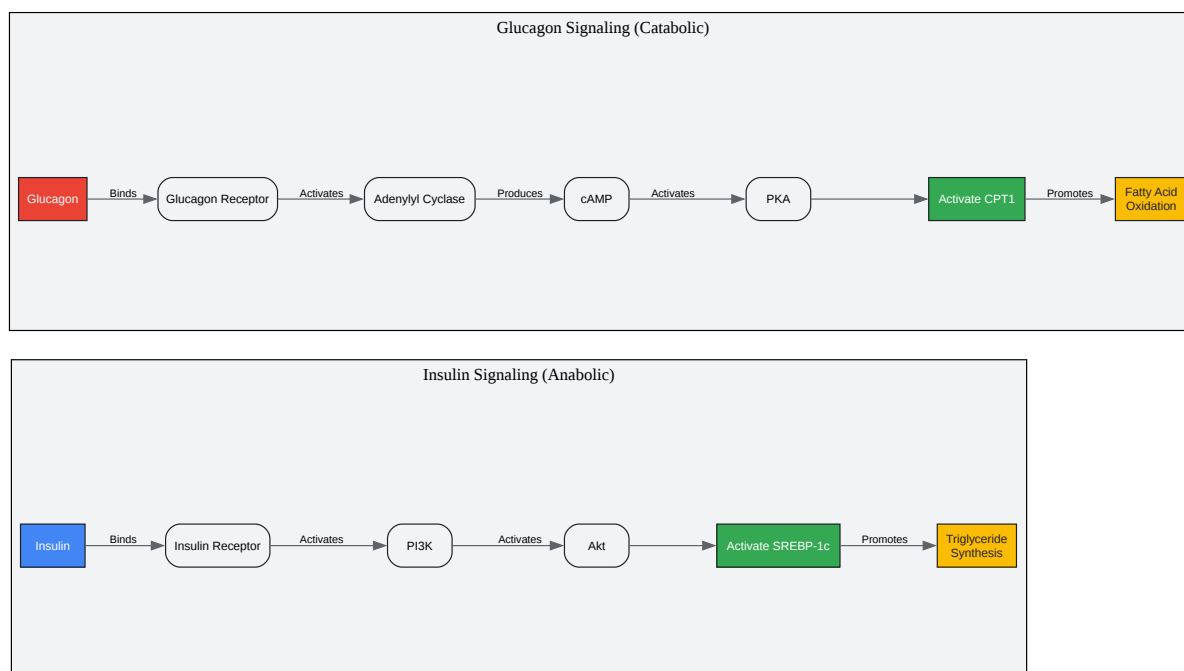 Glucagon Signaling (Catabolic)
Glucagon
Binds
Glucagon Receptor
Activates
Adenylyl Cyclase
Produces
cAMP
Activates
PKA
Activate CPT1
Promotes
Fatty Acid
Oxidation
Insulin Signaling (Anabolic)
Insulin
Binds
Insulin Receptor
Activates
PI3K
Activates
Akt
Activate SREBP-1c
Promotes
Triglyceride
Synthesis